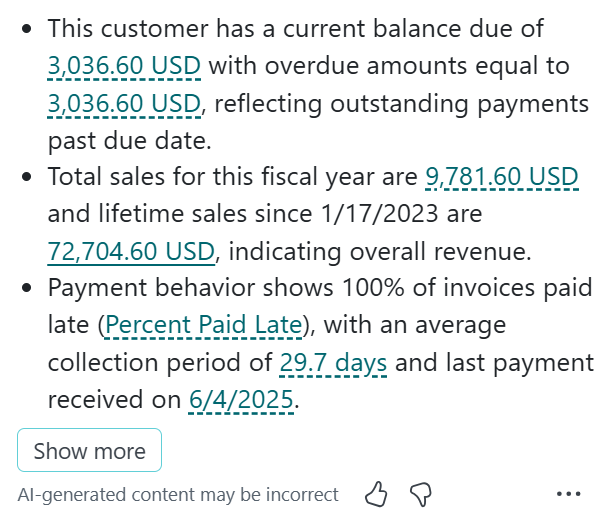 • This customer has a current balance due of
3,036.60 USD with overdue amounts equal to
3,036.60 USD, reflecting outstanding payments
past due date.
• Total sales for this fiscal year are 9,781.60 USD
and lifetime sales since 1/17/2023 are
72,704.60 USD, indicating overall revenue.
• Payment behavior shows 100% of invoices paid
late (Percent Paid Late), with an average
collection period of 29.7 days and last payment
received on 6/4/2025.
Show more
AI-generated content may be incorrect